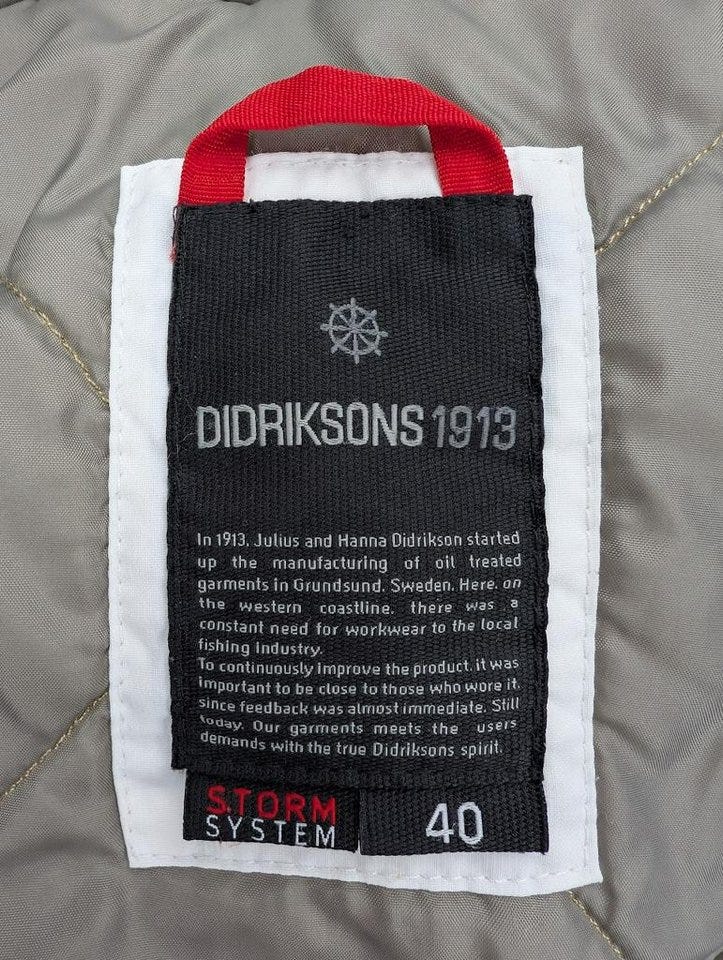 DIDRIKSONS 1913
In 1913, Julius and Hanna Didrikson started
up the manufacturing of oil treated
garments in Grundsund, Sweden. Here, on
the western coastline, there was a
constant need for workwear to the local
fishing industry.
To continuously improve the product, it was
important to be close to those who wore it,
since feedback was almost immediate. Still
today. Our garments meets the users
demands with the true Didriksons spirit.
STORM
SYSTEM
40